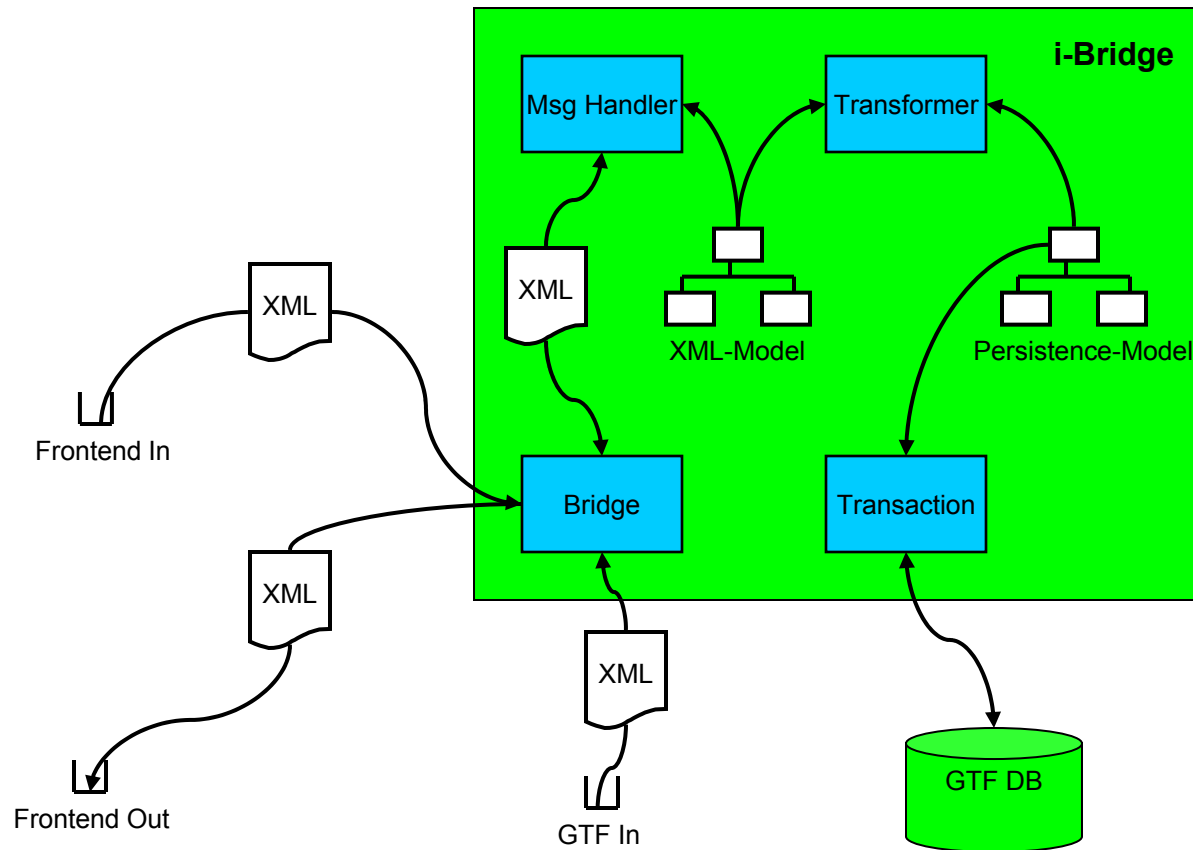 i-Bridge
Msg Handler
Transformer
XML
XML
XML-Model
Persistence-Model
Frontend In
Bridge
Transaction
XML
XML
GTF DB
Frontend Out
GTF In